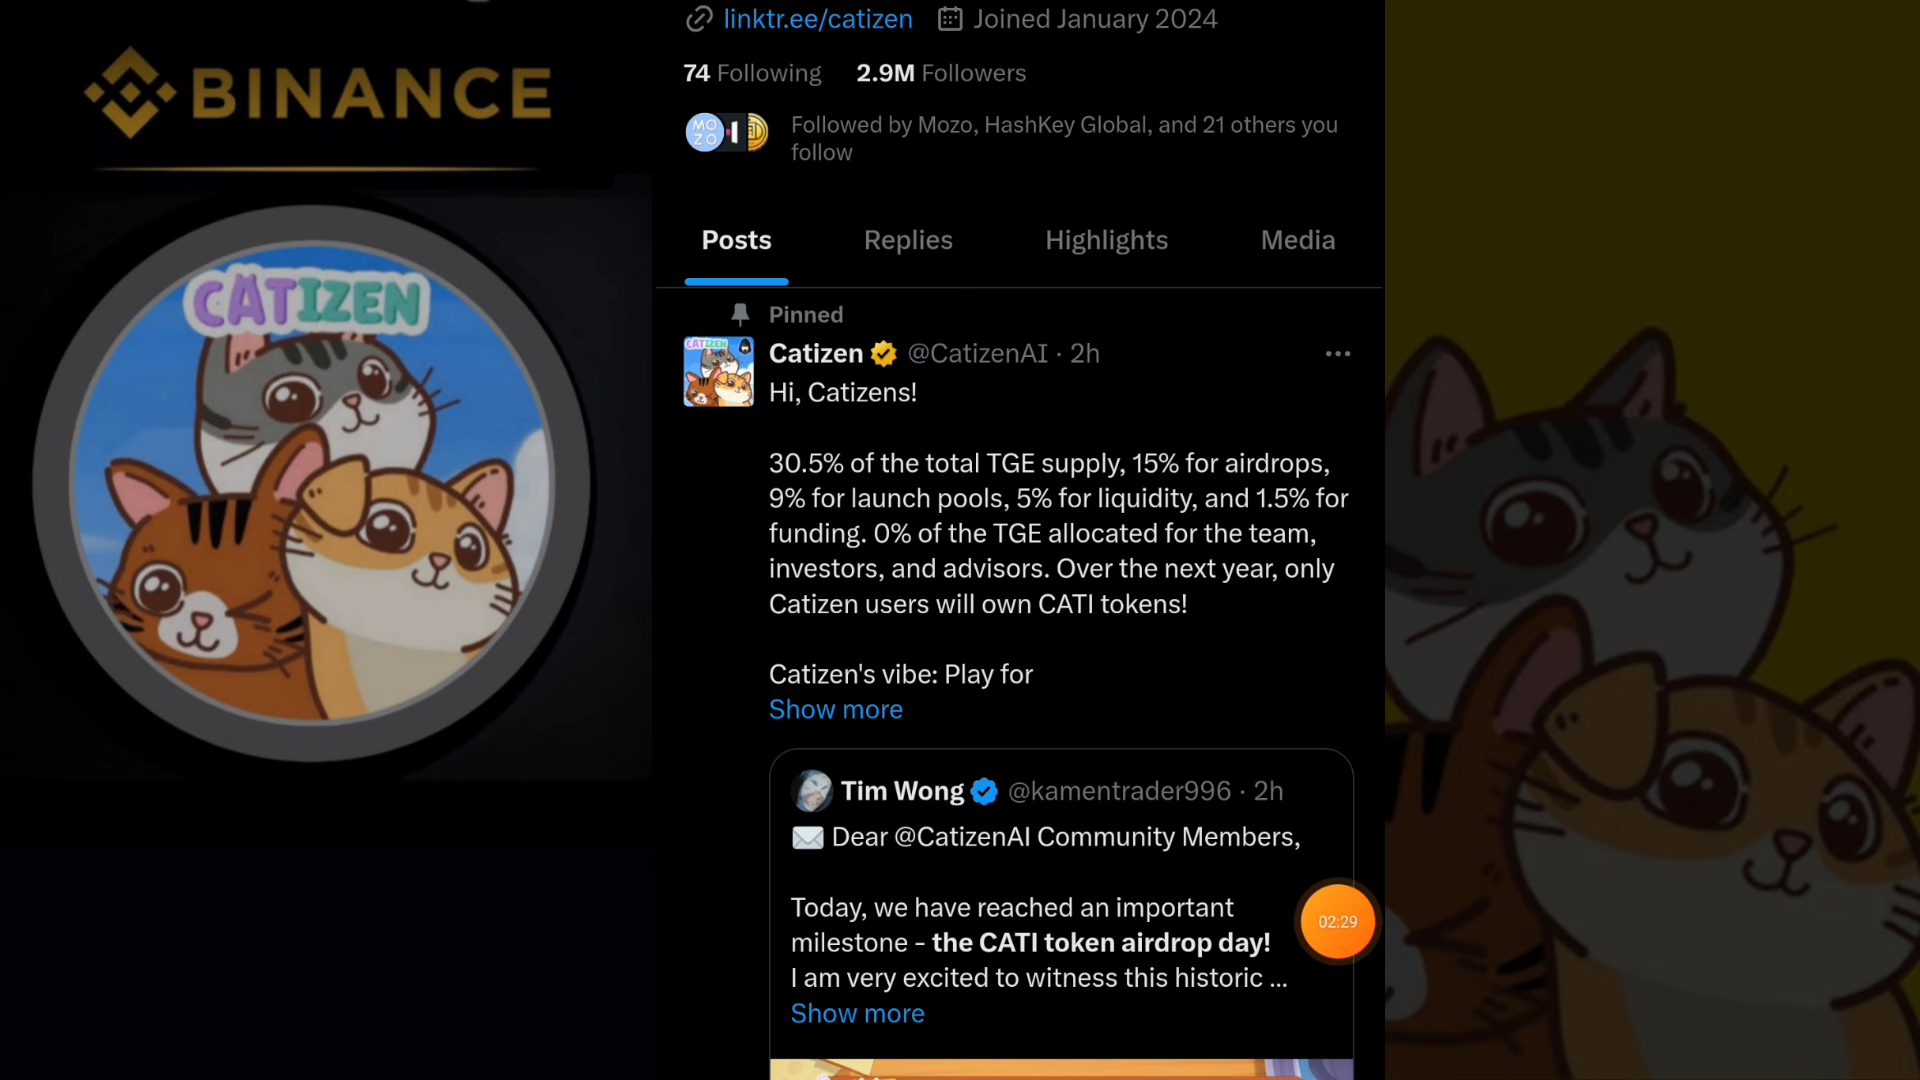 BINANCE
CATIZEN
linktr.ee/catizen Joined January 2024
74 Following 2.9M Followers
MO
ZO
Followed by Mozo, HashKey Global, and 21 others you
follow
Posts Replies Highlights Media
Pinned
CATIZEN
Catizen @CatizenAI · 2h
Hi, Catizens!
30.5% of the total TGE supply, 15% for airdrops,
9% for launch pools, 5% for liquidity, and 1.5% for
funding. 0% of the TGE allocated for the team,
investors, and advisors. Over the next year, only
Catizen users will own CATI tokens!
Catizen's vibe: Play for
Show more
Tim Wong @kamentrader996 · 2h
Dear @CatizenAI Community Members,
Today, we have reached an important
milestone - the CATI token airdrop day!
I am very excited to witness this historic ...
Show more
02:29